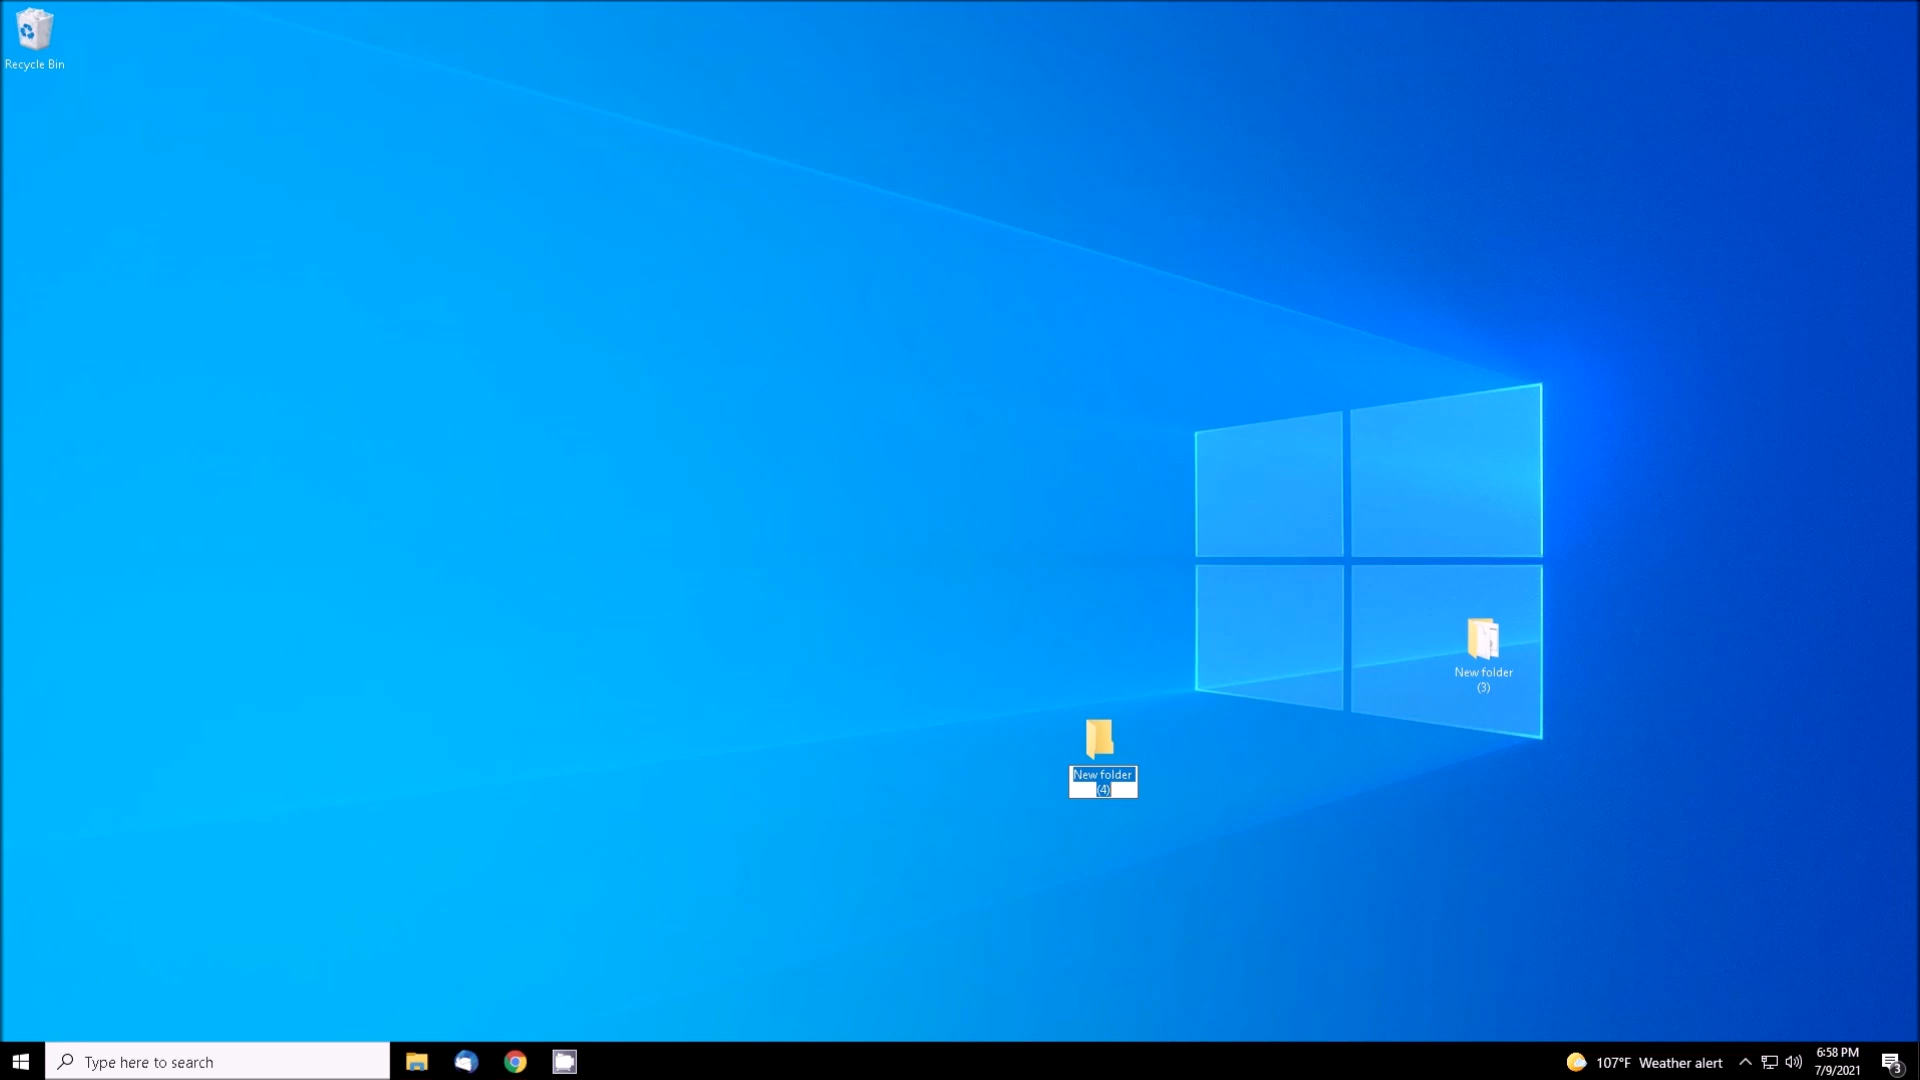 Recycle Bin
New folder
(3)
New folder
(4)
Type here to search
107°F Weather alert
6:58 PM
7/9/2021
3